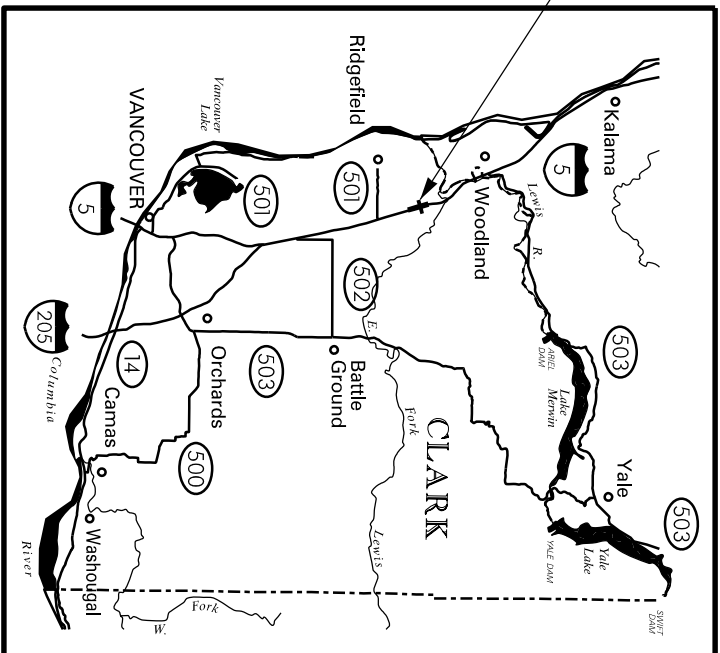 Kalama
5
Lewis
R.
Woodland
503
ARIEL
DAM
Lake
Merwin
Yale
503
Yale
Lake
YALE DAM
SWIFT
DAM
Ridgefield
501
502
E.
Fork
Lewis
CLARK
Battle
Ground
503
Orchards
500
Vancouver
Lake
501
VANCOUVER
5
205
14
Columbia
Camas
Washougal
River
W.
Fork